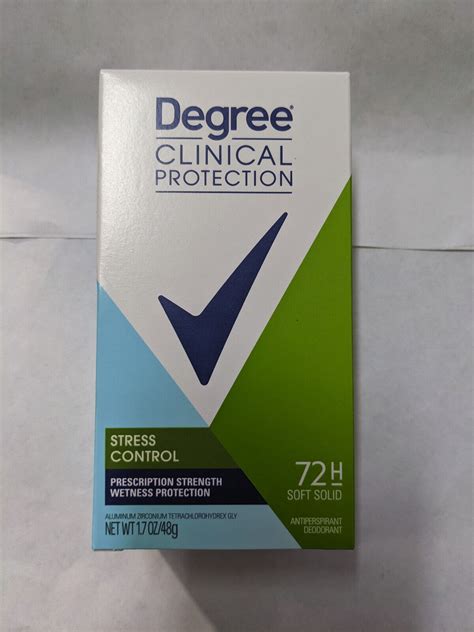 Degree®
CLINICAL
PROTECTION
STRESS
CONTROL
PRESCRIPTION STRENGTH
WETNESS PROTECTION
72H
SOFT SOLID
ALUMINUM ZIRCONIUM TETRACHLOROHYDREX GLY
NET WT 1.7 OZ/48g
ANTIPERSPIRANT
DEODORANT